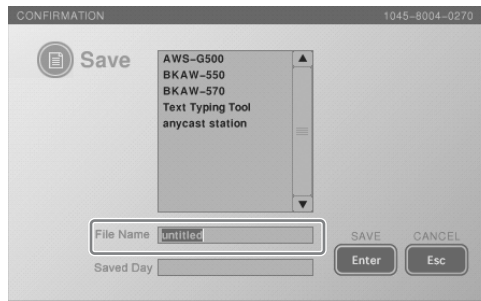 CONFIRMATION 1045-8004-0270
Save
AWS-G500
BKAW-550
BKAW-570
Text Typing Tool
anycast station
File Name untitled
SAVE CANCEL
Saved Day Enter Esc